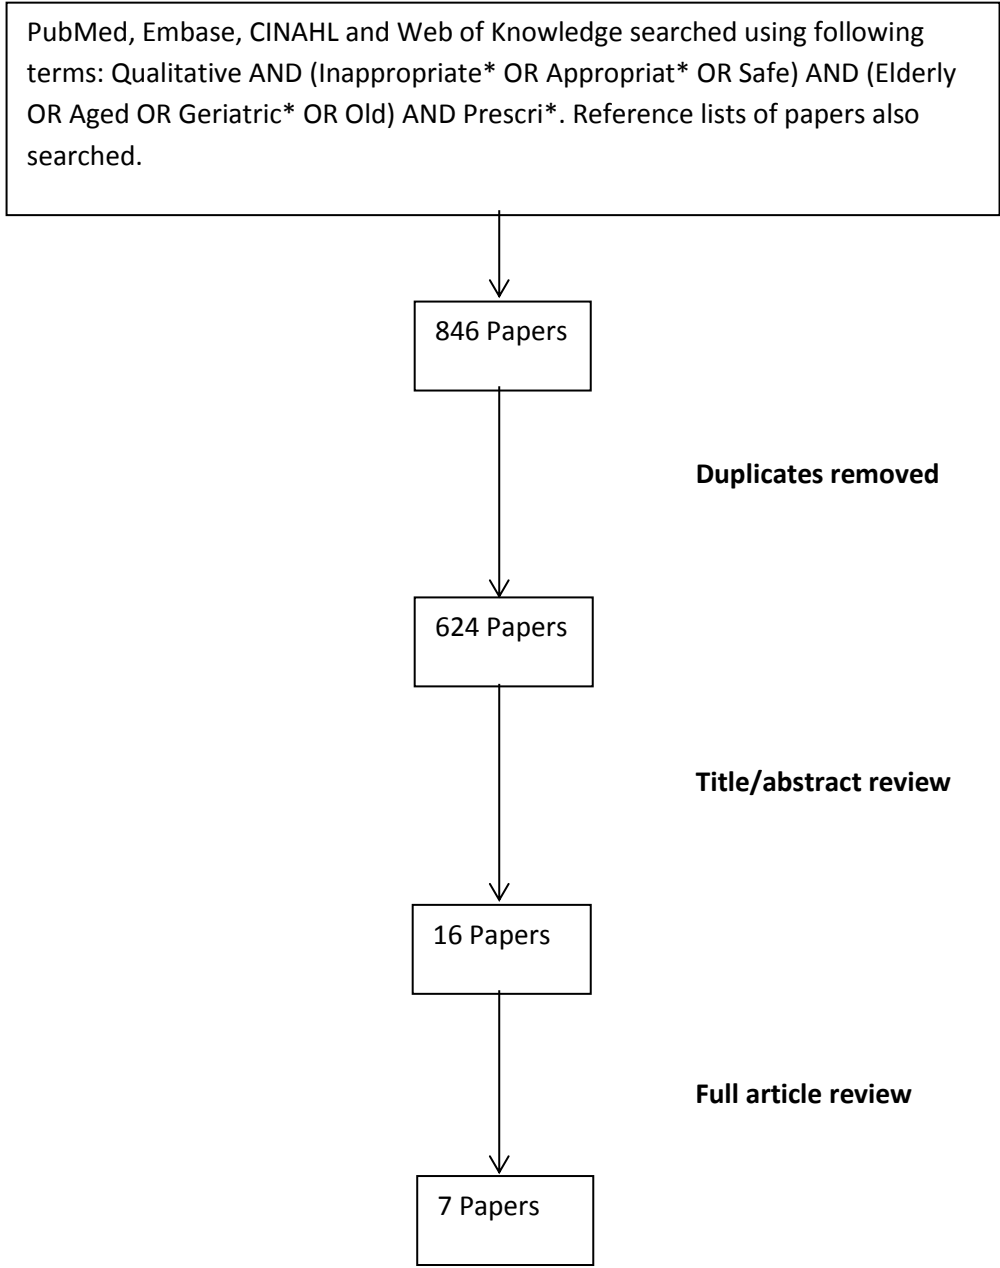 PubMed, Embase, CINAHL and Web of Knowledge searched using following
terms: Qualitative AND (Inappropriate* OR Appropriat* OR Safe) AND (Elderly
OR Aged OR Geriatric* OR Old) AND Prescri*. Reference lists of papers also
searched.
846 Papers
Duplicates removed
624 Papers
Title/abstract review
16 Papers
Full article review
7 Papers